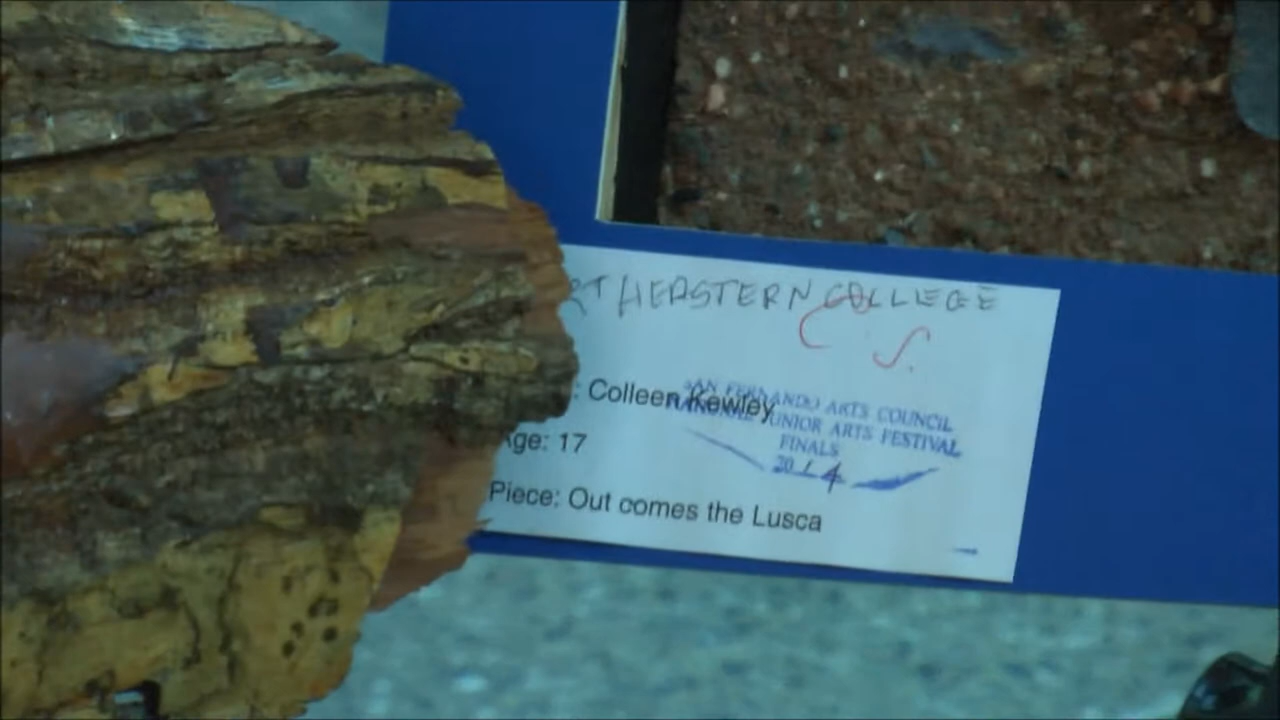 RTHEASTERN COLLEGE
C S.
: Colleen Kewley
SAN FERNANDO ARTS COUNCIL
JUNIOR ARTS FESTIVAL
FINALS
2014
Age: 17
Piece: Out comes the Lusca